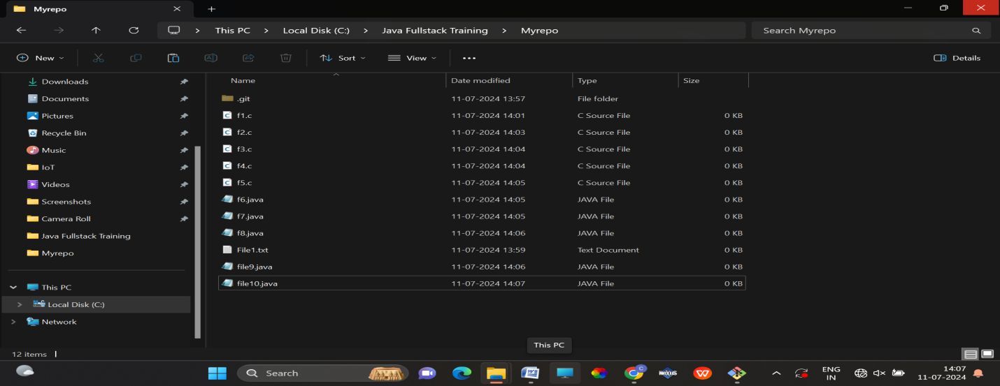 Myrepo
This PC > Local Disk (C:) > Java Fullstack Training > Myrepo
Search Myrepo
New
Sort
View
Details
Downloads
Documents
Pictures
Recycle Bin
Music
IoT
Videos
Screenshots
Camera Roll
Java Fullstack Training
Myrepo
This PC
Local Disk (C:)
Network
Name Date modified Type Size
.git 11-07-2024 13:57 File folder
f1.c 11-07-2024 14:01 C Source File 0 KB
f2.c 11-07-2024 14:03 C Source File 0 KB
f3.c 11-07-2024 14:04 C Source File 0 KB
f4.c 11-07-2024 14:04 C Source File 0 KB
f5.c 11-07-2024 14:05 C Source File 0 KB
f6.java 11-07-2024 14:05 JAVA File 0 KB
f7.java 11-07-2024 14:05 JAVA File 0 KB
f8.java 11-07-2024 14:06 JAVA File 0 KB
File1.txt 11-07-2024 13:59 Text Document 0 KB
file9.java 11-07-2024 14:06 JAVA File 0 KB
file10.java 11-07-2024 14:07 JAVA File 0 KB
This PC
12 items
Search
NeXUS
ENG
IN
14:07
11-07-2024